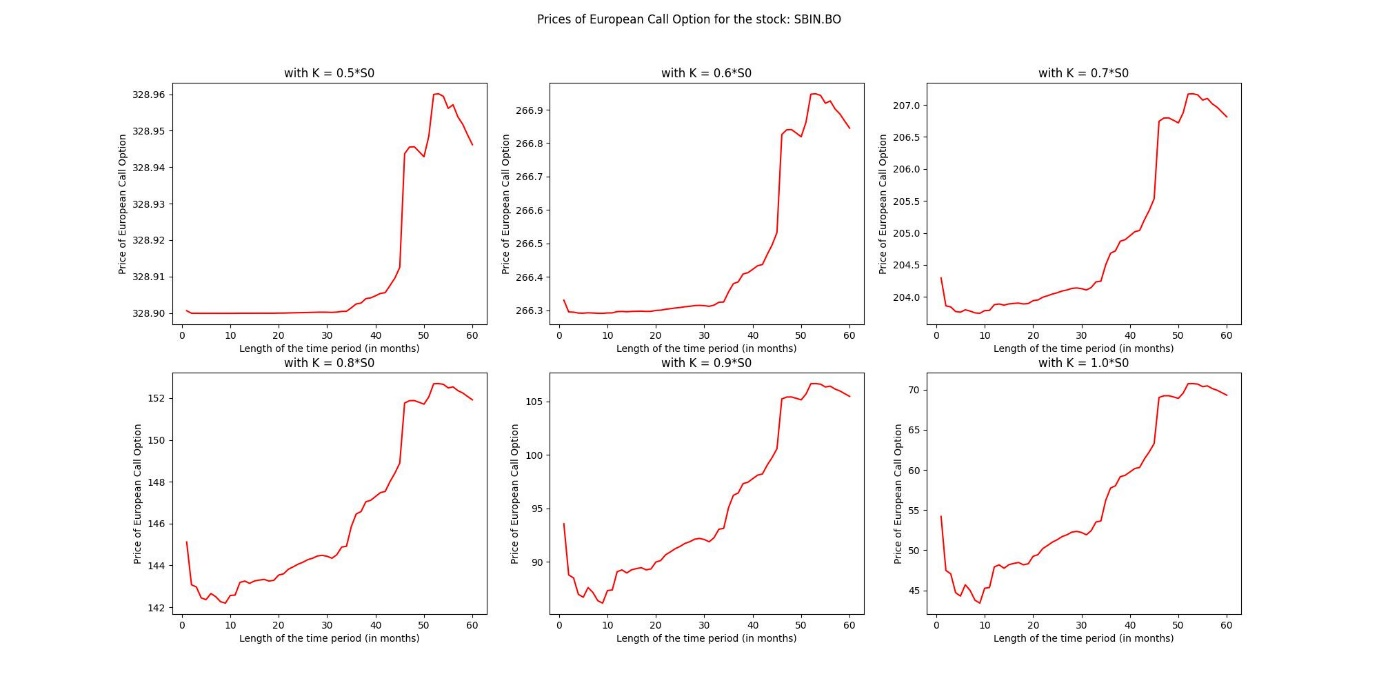 Prices of European Call Option for the stock: SBIN.BO
with K = 0.5*S0
with K = 0.6*S0
with K = 0.7*S0
Price of European Call Option
328.96
328.95
328.94
328.93
328.92
328.91
328.90
0 10 20 30 40 50 60
Length of the time period (in months)
Price of European Call Option
266.9
266.8
266.7
266.6
266.5
266.4
266.3
0 10 20 30 40 50 60
Length of the time period (in months)
Price of European Call Option
207.0
206.5
206.0
205.5
205.0
204.5
204.0
0 10 20 30 40 50 60
Length of the time period (in months)
with K = 0.8*S0
with K = 0.9*S0
with K = 1.0*S0
Price of European Call Option
152
150
148
146
144
142
0 10 20 30 40 50 60
Length of the time period (in months)
Price of European Call Option
105
100
95
90
0 10 20 30 40 50 60
Length of the time period (in months)
Price of European Call Option
70
65
60
55
50
45
0 10 20 30 40 50 60
Length of the time period (in months)